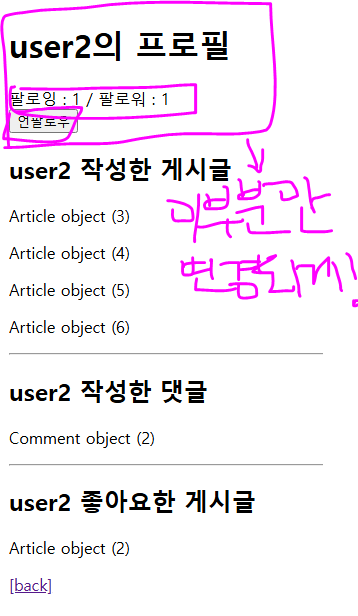 user2의 프로필
팔로잉 : 1 / 팔로워 : 1
언팔로우
user2 작성한 게시글
이부분만
변경되게!
Article object (3)
Article object (4)
Article object (5)
Article object (6)
user2 작성한 댓글
Comment object (2)
user2 좋아요한 게시글
Article object (2)
[back]